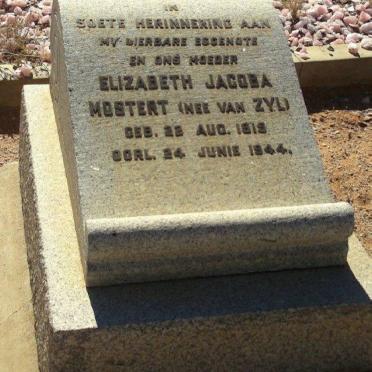 IN
SOETE HERINNERING AAN
MY DIERBARE EGGENOTE
EN ONS MOEDER
ELIZABETH JACOBA
MOSTERT (NEE VAN ZYL)
GEB. 22 AUG. 1919
OORL. 24 JUNIE 1944.